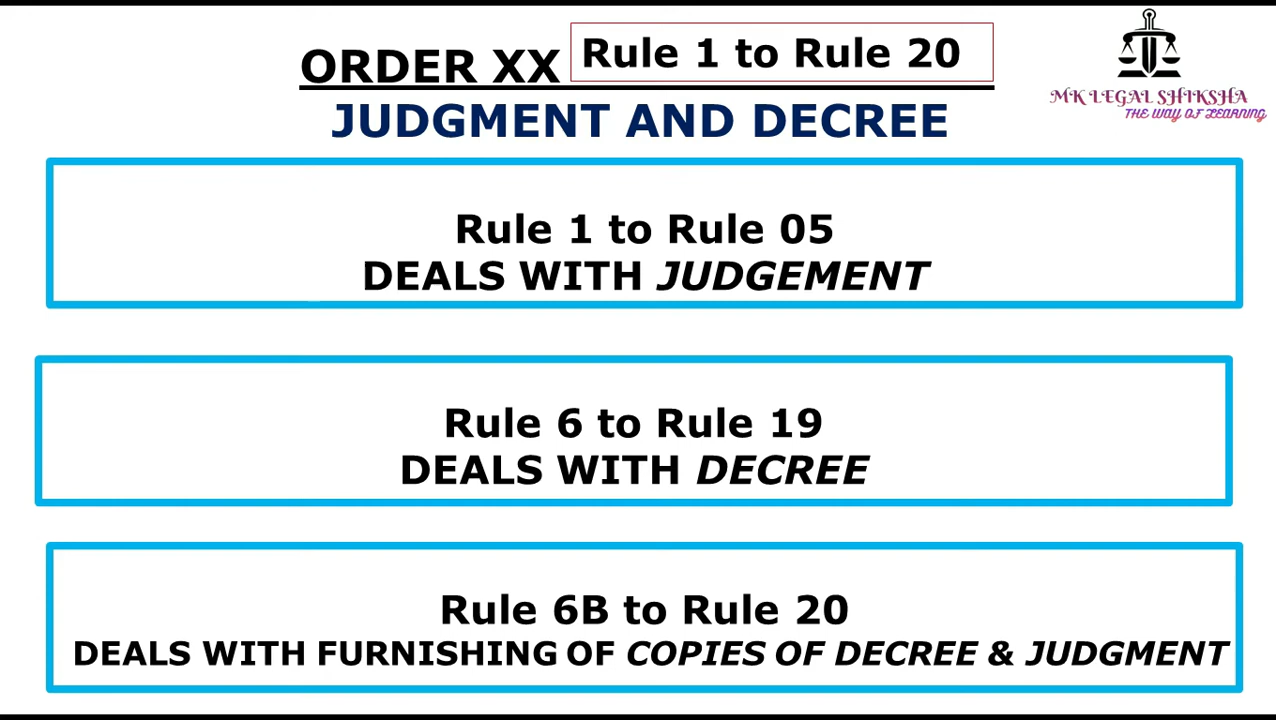 ORDER XX Rule 1 to Rule 20
JUDGMENT AND DECREE
MK LEGAL SHIKSHA
THE WAY OF LEARNING
Rule 1 to Rule 05
DEALS WITH JUDGEMENT
Rule 6 to Rule 19
DEALS WITH DECREE
Rule 6B to Rule 20
DEALS WITH FURNISHING OF COPIES OF DECREE & JUDGMENT